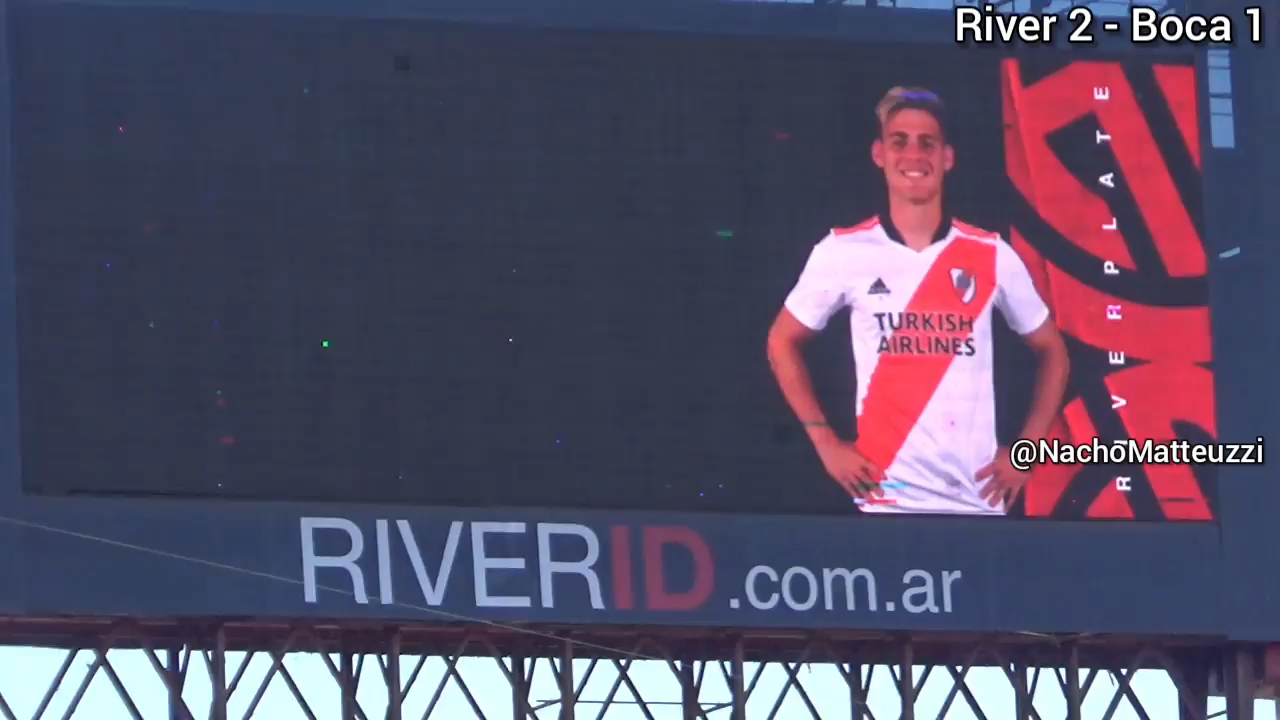 River 2 - Boca 1
RIVER PLATE
TURKISH
AIRLINES
@NachoMatteuzzi
RIVERID.com.ar